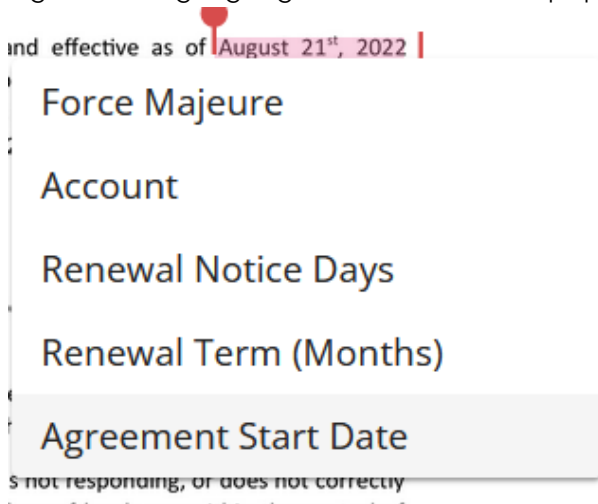 and effective as of August 21st, 2022
Force Majeure
Account
Renewal Notice Days
Renewal Term (Months)
Agreement Start Date
s not responding, or does not correctly